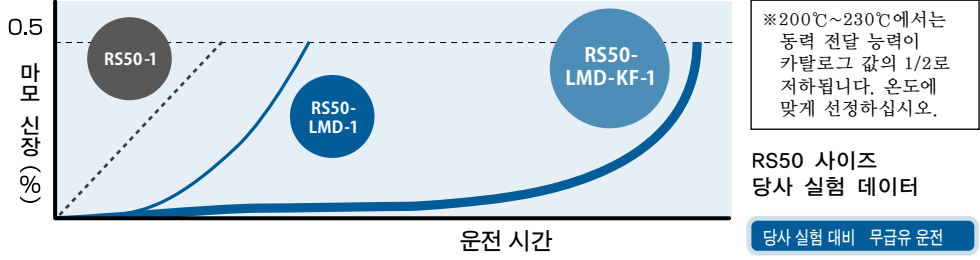 0.5
마모 신장 (%)
RS50-1
RS50-
LMD-1
RS50-
LMD-KF-1
운전 시간
※200℃~230℃에서는
동력 전달 능력이
카탈로그 값의 1/2로
저하됩니다. 온도에
맞게 선정하십시오.
RS50 사이즈
당사 실험 데이터
당사 실험 대비 무급유 운전